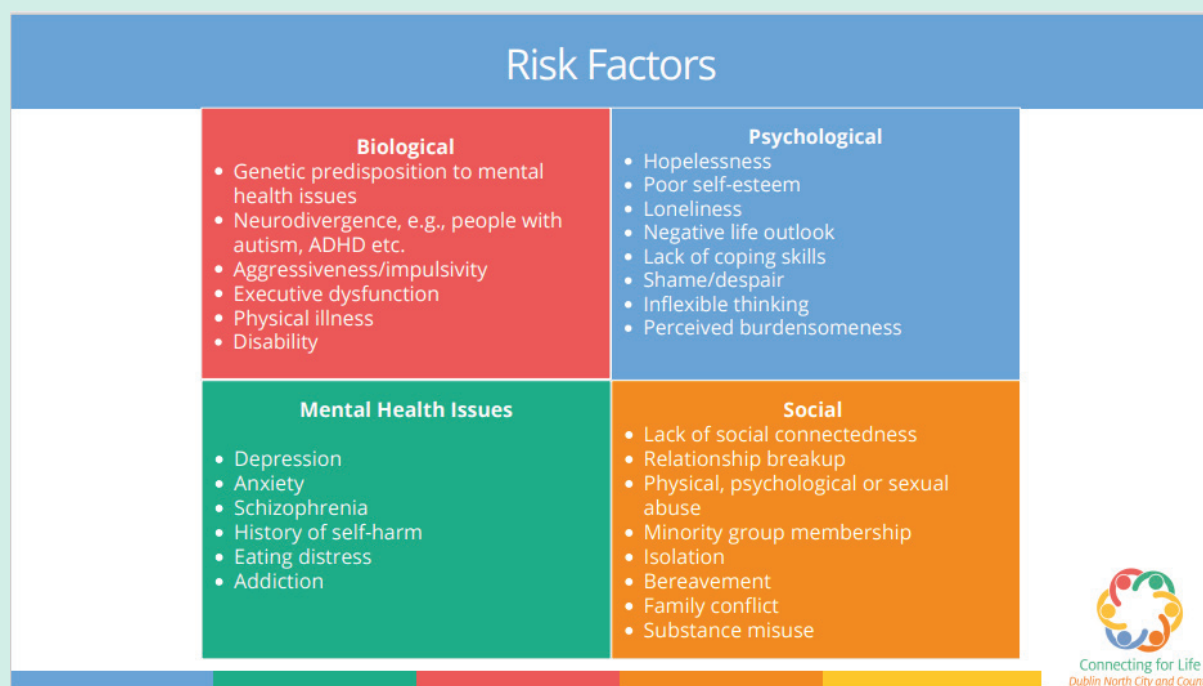 Risk Factors
Biological
• Genetic predisposition to mental
health issues
• Neurodivergence, e.g., people with
autism, ADHD etc.
• Aggressiveness/impulsivity
• Executive dysfunction
• Physical illness
• Disability
Psychological
• Hopelessness
• Poor self-esteem
• Loneliness
• Negative life outlook
• Lack of coping skills
• Shame/despair
• Inflexible thinking
• Perceived burdensomeness
Mental Health Issues
• Depression
• Anxiety
• Schizophrenia
• History of self-harm
• Eating distress
• Addiction
Social
• Lack of social connectedness
• Relationship breakup
• Physical, psychological or sexual
abuse
• Minority group membership
• Isolation
• Bereavement
• Family conflict
• Substance misuse
Connecting for Life
Dublin North City and